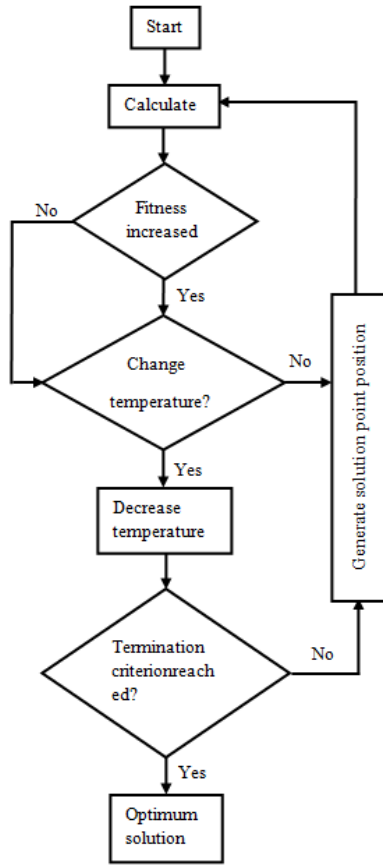 Start
Calculate
No
Fitness
increased
Yes
Change
temperature?
No
Generate solution point position
Yes
Decrease
temperature
Termination
criterionreach
ed?
No
Yes
Optimum
solution